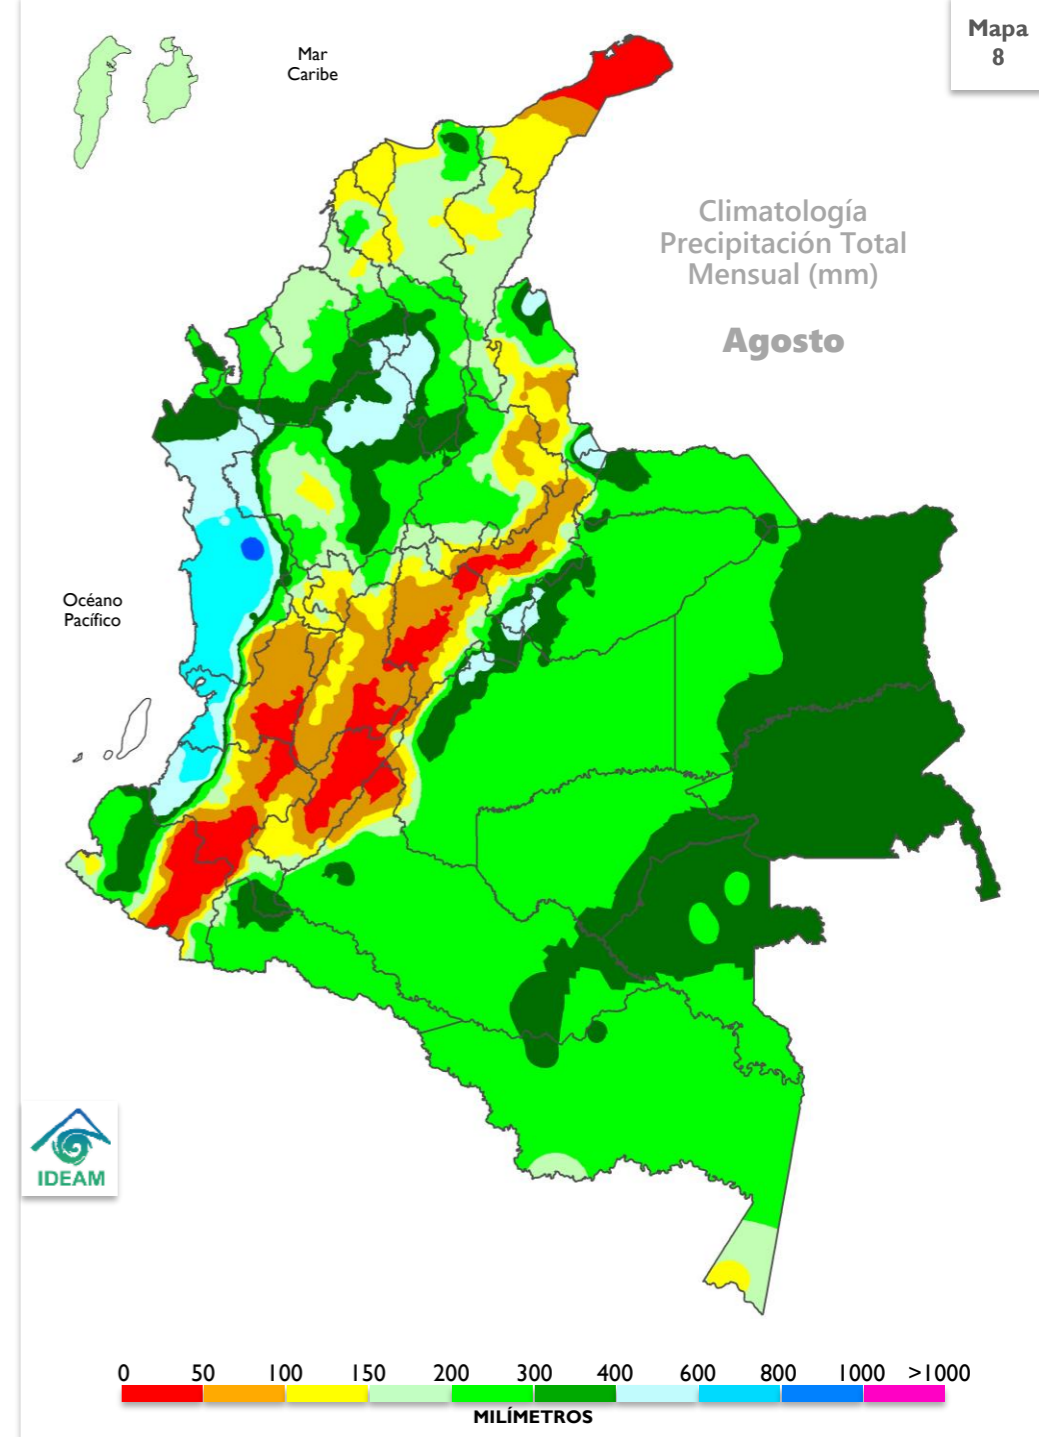 Mapa
8
Mar
Caribe
Climatología
Precipitación Total
Mensual (mm)
Agosto
Océano
Pacífico
IDEAM
0 50 100 150 200 300 400 600 800 1000 >1000
MILÍMETROS